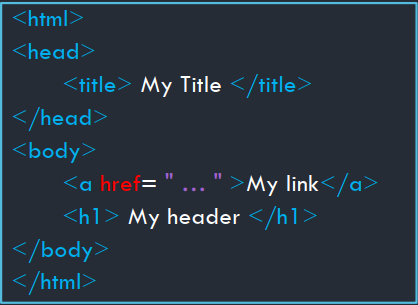 <html>
<head>
<title> My Title </title>
</head>
<body>
<a href= " ... " >My link</a>
<h1> My header </h1>
</body>
</html>